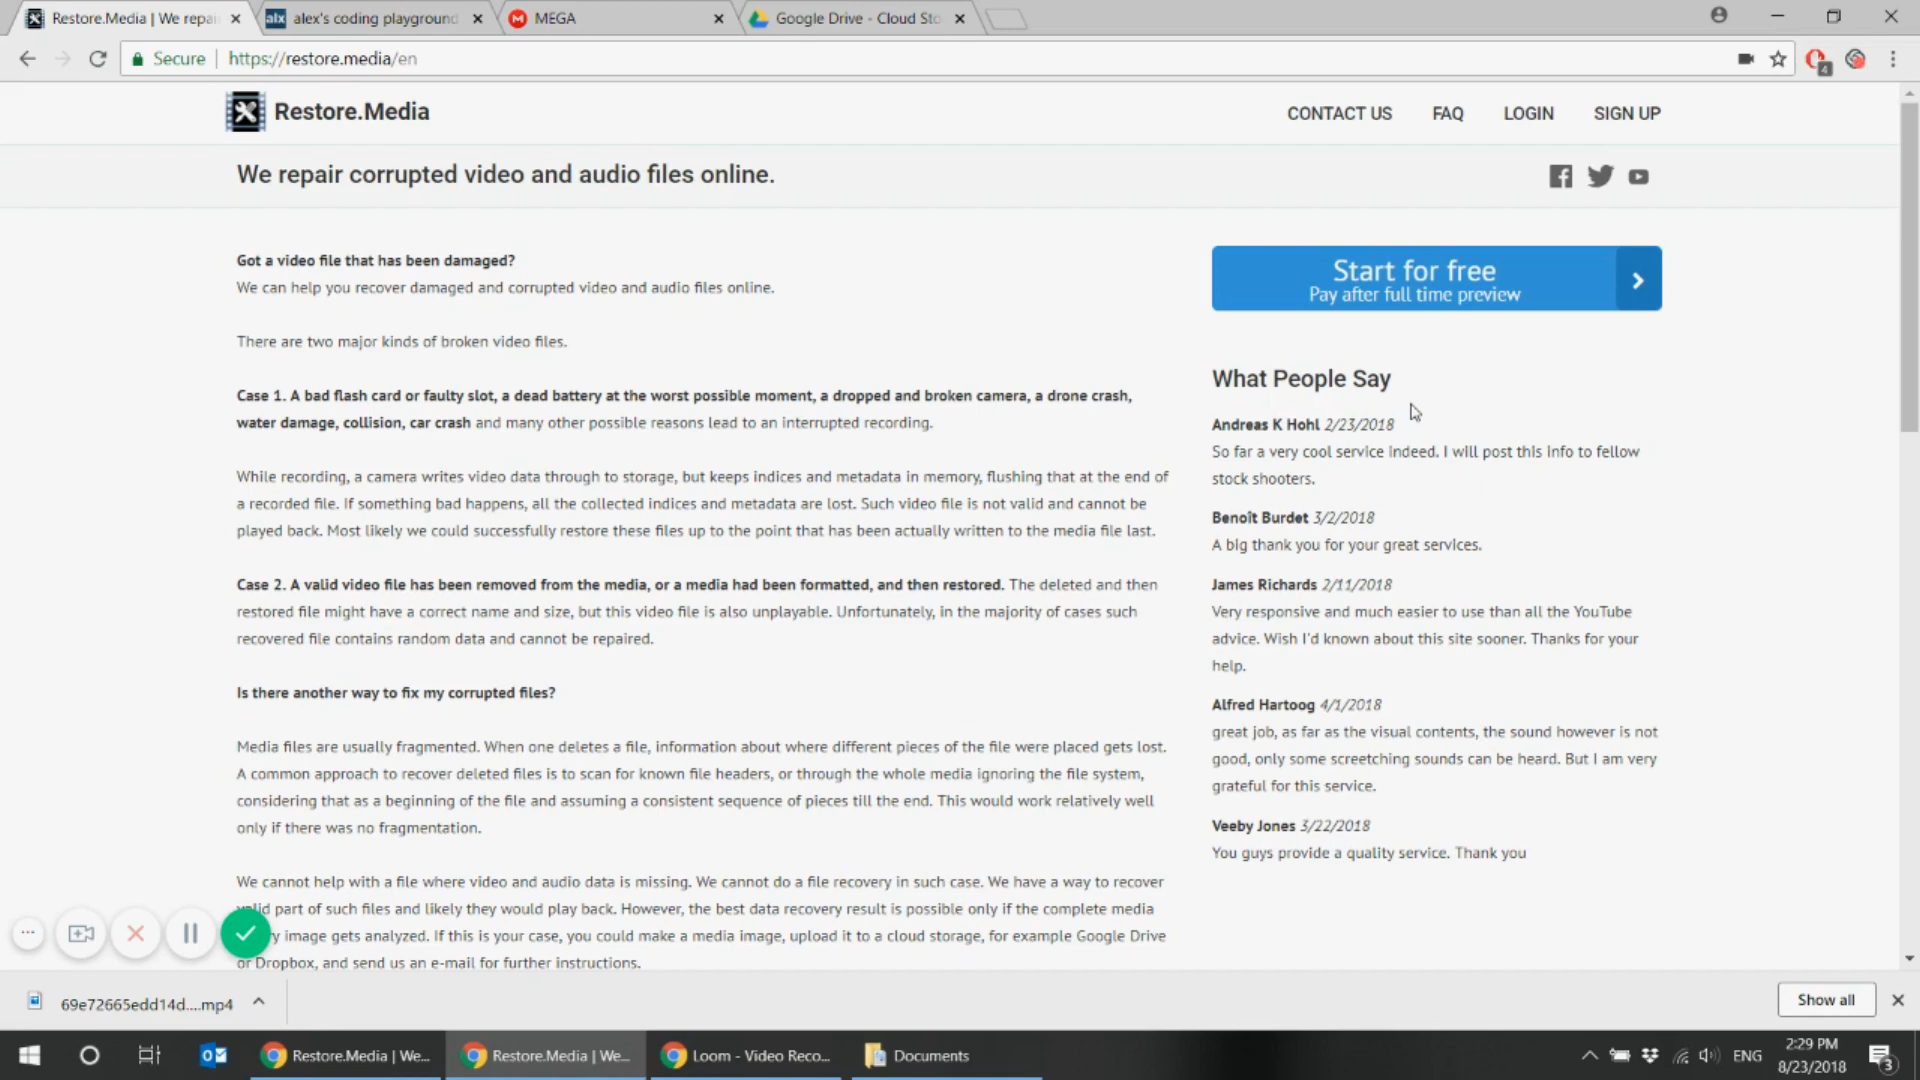 Restore.Media | We repai
alex's coding playground
MEGA
Google Drive - Cloud Sto
Secure
https://restore.media/en
4
Restore.Media
CONTACT US
FAQ
LOGIN
SIGN UP
We repair corrupted video and audio files online.
Got a video file that has been damaged?
We can help you recover damaged and corrupted video and audio files online.
There are two major kinds of broken video files.
Case 1. A bad flash card or faulty slot, a dead battery at the worst possible moment, a dropped and broken camera, a drone crash,
water damage, collision, car crash and many other possible reasons lead to an interrupted recording.
While recording, a camera writes video data through to storage, but keeps indices and metadata in memory, flushing that at the end of
a recorded file. If something bad happens, all the collected indices and metadata are lost. Such video file is not valid and cannot be
played back. Most likely we could successfully restore these files up to the point that has been actually written to the media file last.
Case 2. A valid video file has been removed from the media, or a media had been formatted, and then restored. The deleted and then
restored file might have a correct name and size, but this video file is also unplayable. Unfortunately, in the majority of cases such
recovered file contains random data and cannot be repaired.
Is there another way to fix my corrupted files?
Media files are usually fragmented. When one deletes a file, information about where different pieces of the file were placed gets lost.
A common approach to recover deleted files is to scan for known file headers, or through the whole media ignoring the file system,
considering that as a beginning of the file and assuming a consistent sequence of pieces till the end. This would work relatively well
only if there was no fragmentation.
We cannot help with a file where video and audio data is missing. We cannot do a file recovery in such case. We have a way to recover
valid part of such files and likely they would play back. However, the best data recovery result is possible only if the complete media
y image gets analyzed. If this is your case, you could make a media image, upload it to a cloud storage, for example Google Drive
or Dropbox, and send us an e-mail for further instructions.
Start for free
Pay after full time preview
What People Say
Andreas K Hohl 2/23/2018
So far a very cool service indeed. I will post this info to fellow
stock shooters.
Benoît Burdet 3/2/2018
A big thank you for your great services.
James Richards 2/11/2018
Very responsive and much easier to use than all the YouTube
advice. Wish I'd known about this site sooner. Thanks for your
help.
Alfred Hartoog 4/1/2018
great job, as far as the visual contents, the sound however is not
good, only some screetching sounds can be heard. But I am very
grateful for this service.
Veeby Jones 3/22/2018
You guys provide a quality service. Thank you
69e72665edd14d....mp4
Show all
Restore.Media | We...
Restore.Media | We...
Loom - Video Reco...
Documents
ENG
2:29 PM
8/23/2018
3